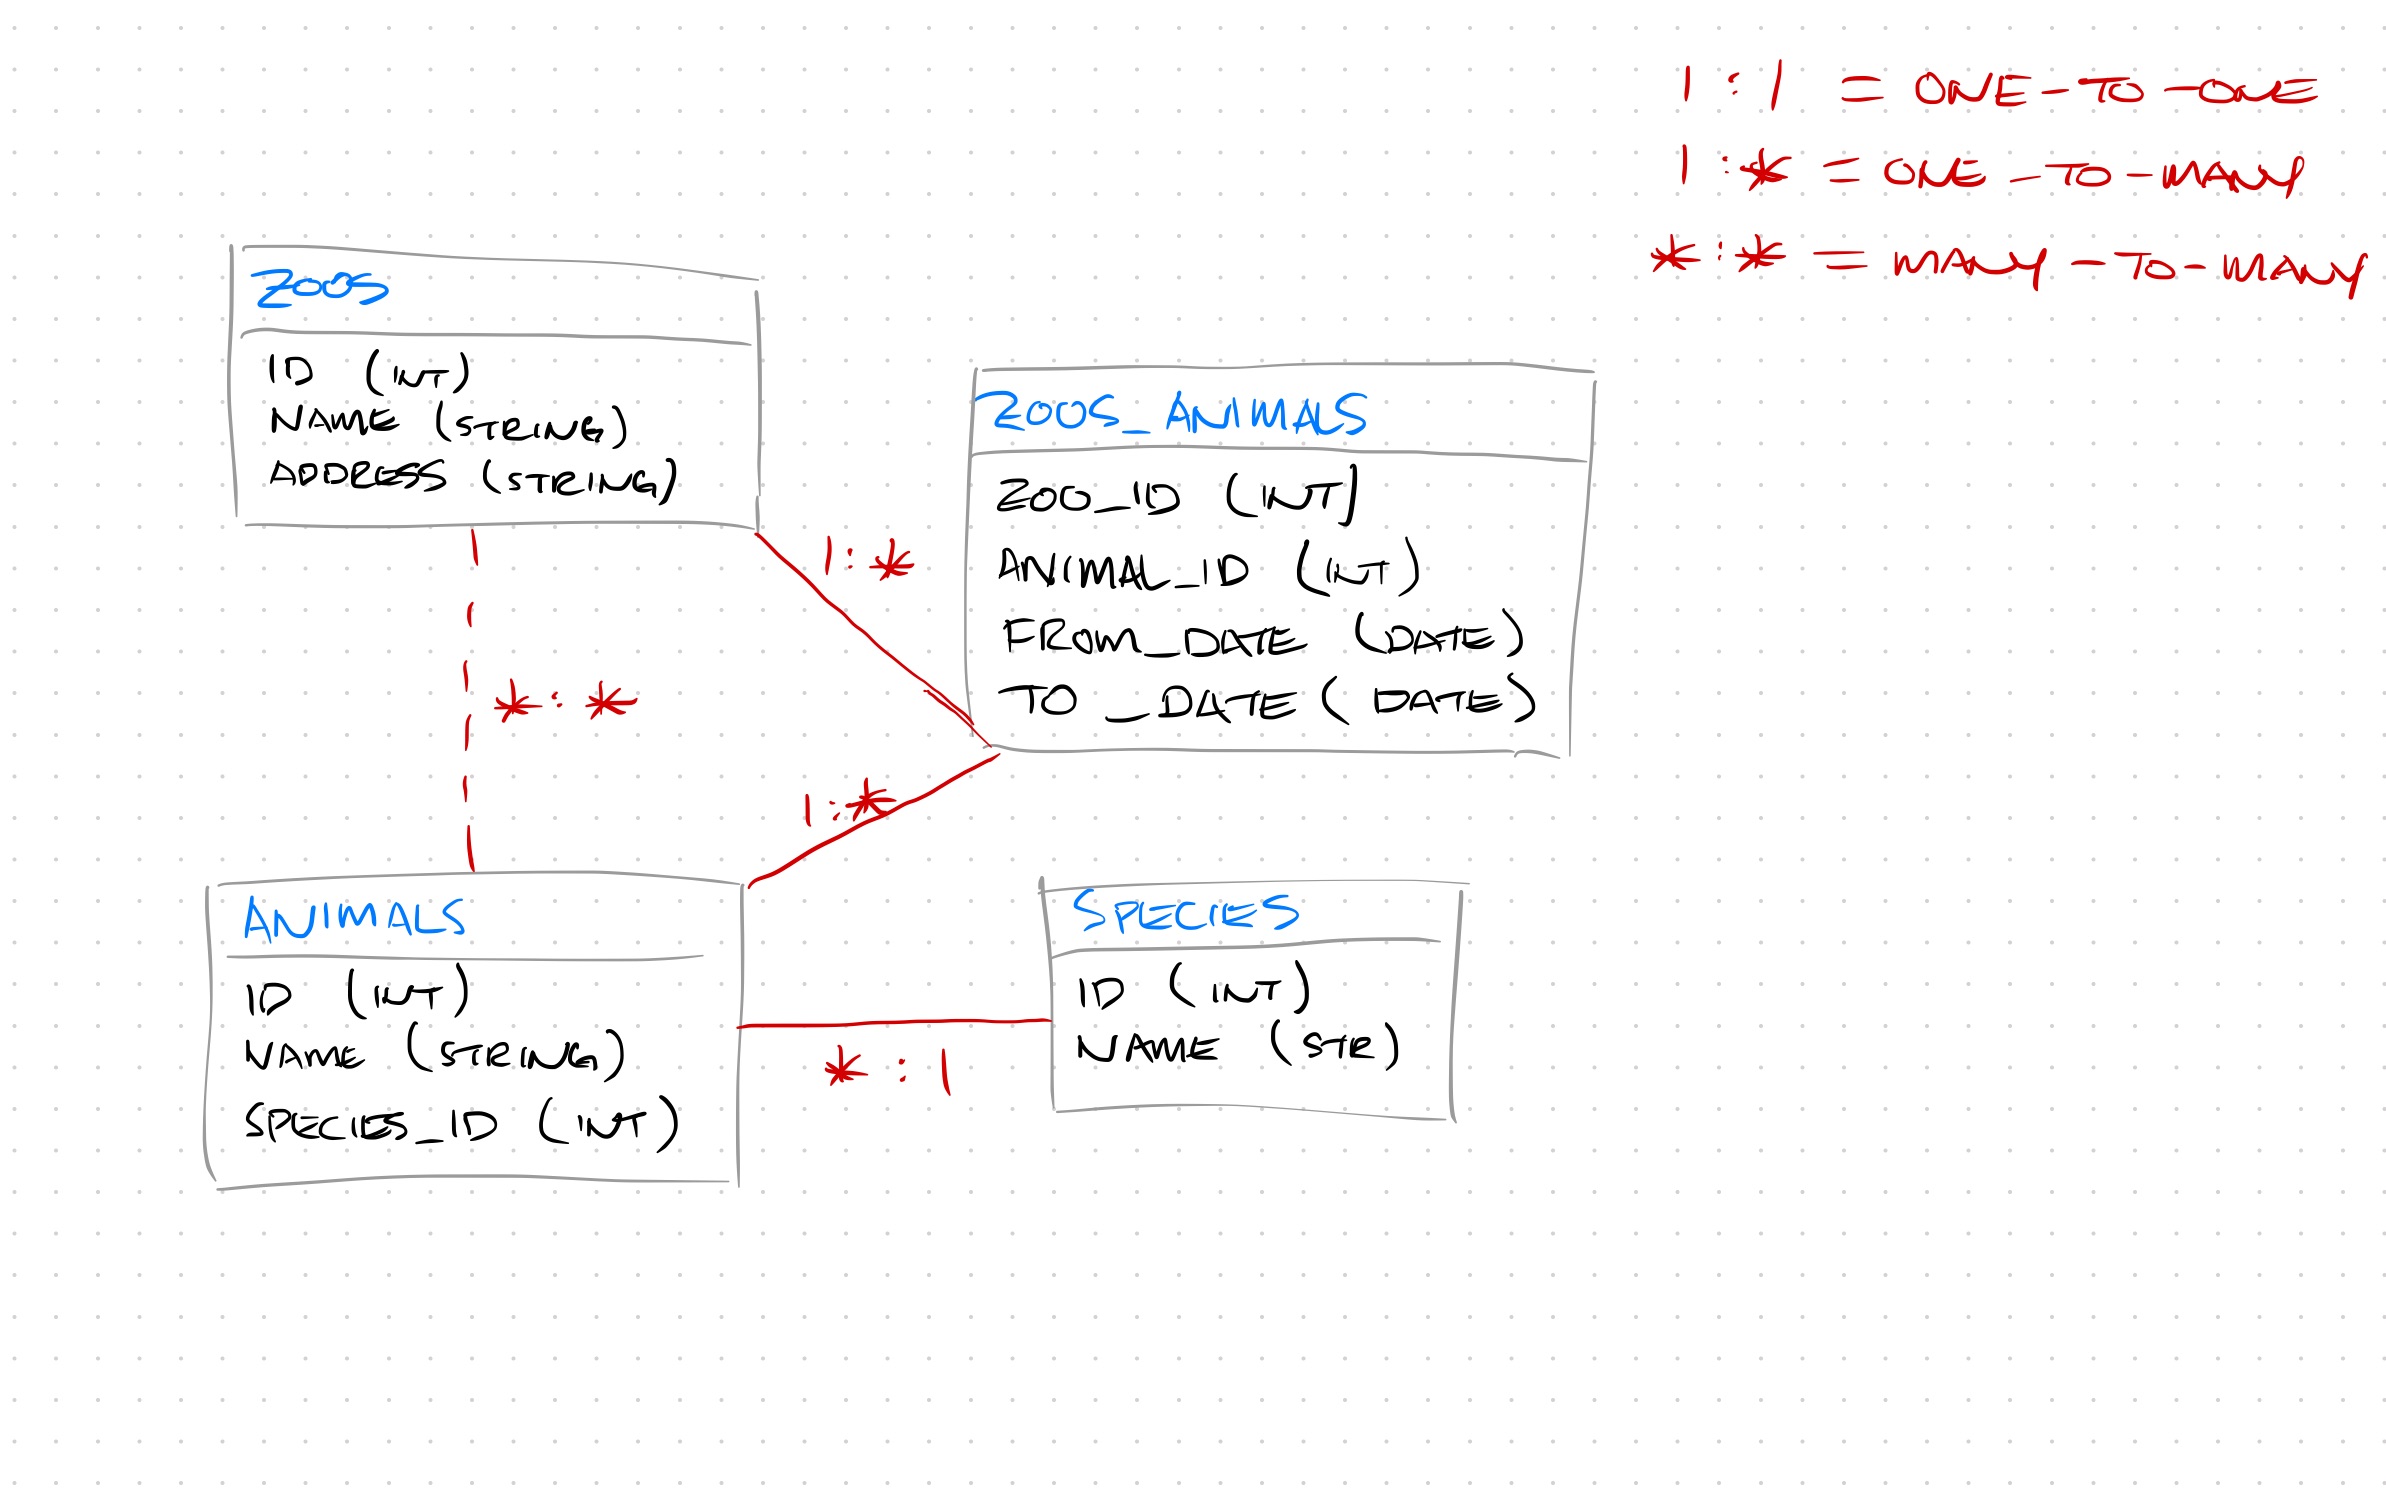 1 : 1 = ONE-TO-ONE
1 : * = ONE-TO-MANY
* : * = MANY-TO-MANY
ZOOS
ID (INT)
NAME (STRING)
ADDRESS (STRING)
ZOOS_ANIMALS
ZOO_ID (INT]
ANIMAL_ID (INT)
FROM_DATE (DATE)
TO_DATE (DATE)
1 : *
* : *
1 : *
ANIMALS
ID (INT)
NAME (STRING)
SPECIES_ID (INT)
* : 1
SPECIES
ID (INT)
NAME (STR)